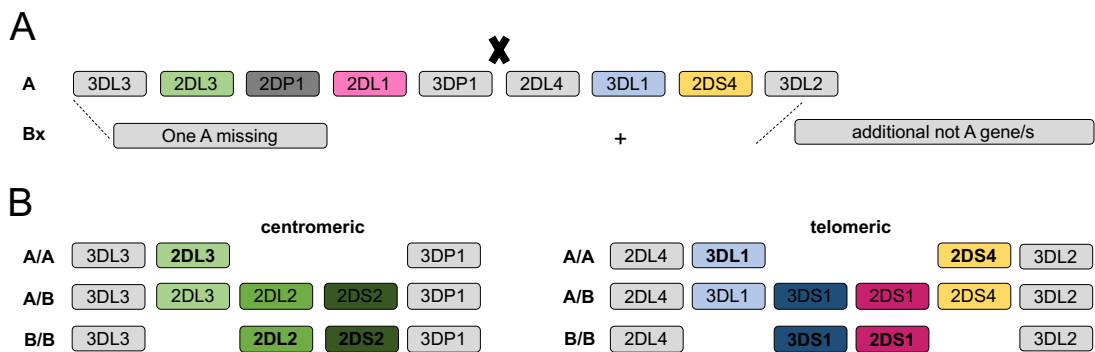 A
A 3DL3 2DL3 2DP1 2DL1 3DP1 2DL4 3DL1 2DS4 3DL2
Bx One A missing + additional not A gene/s
B
centromeric telomeric
A/A 3DL3 2DL3 3DP1 A/A 2DL4 3DL1 2DS4 3DL2
A/B 3DL3 2DL3 2DL2 2DS2 3DP1 A/B 2DL4 3DL1 3DS1 2DS1 2DS4 3DL2
B/B 3DL3 2DL2 2DS2 3DP1 B/B 2DL4 3DS1 2DS1 3DL2